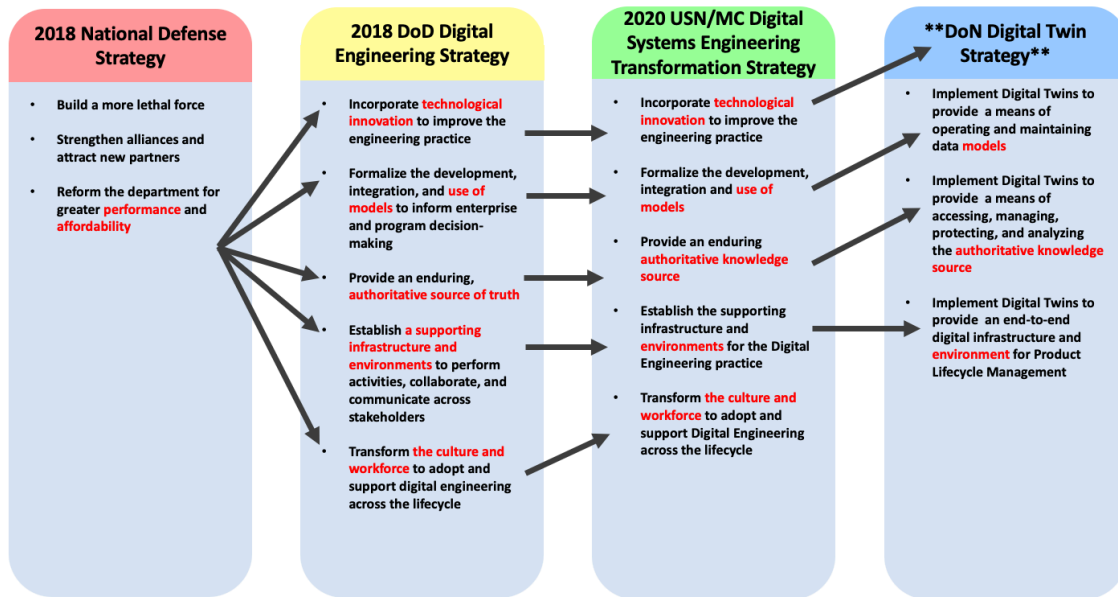 2018 National Defense
Strategy
• Build a more lethal force
• Strengthen alliances and
attract new partners
• Reform the department for
greater performance and
affordability
2018 DoD Digital
Engineering Strategy
• Incorporate technological
innovation to improve the
engineering practice
• Formalize the development,
integration, and use of
models to inform enterprise
and program decision-
making
• Provide an enduring,
authoritative source of truth
• Establish a supporting
infrastructure and
environments to perform
activities, collaborate, and
communicate across
stakeholders
• Transform the culture and
workforce to adopt and
support digital engineering
across the lifecycle
2020 USN/MC Digital
Systems Engineering
Transformation Strategy
• Incorporate technological
innovation to improve the
engineering practice
• Formalize the development,
integration and use of
models
• Provide an enduring
authoritative knowledge
source
• Establish the supporting
infrastructure and
environments for the Digital
Engineering practice
• Transform the culture and
workforce to adopt and
support Digital Engineering
across the lifecycle
**DoN Digital Twin
Strategy**
• Implement Digital Twins to
provide a means of
operating and maintaining
data models
• Implement Digital Twins to
provide a means of
accessing, managing,
protecting, and analyzing
the authoritative knowledge
source
• Implement Digital Twins to
provide an end-to-end
digital infrastructure and
environment for Product
Lifecycle Management